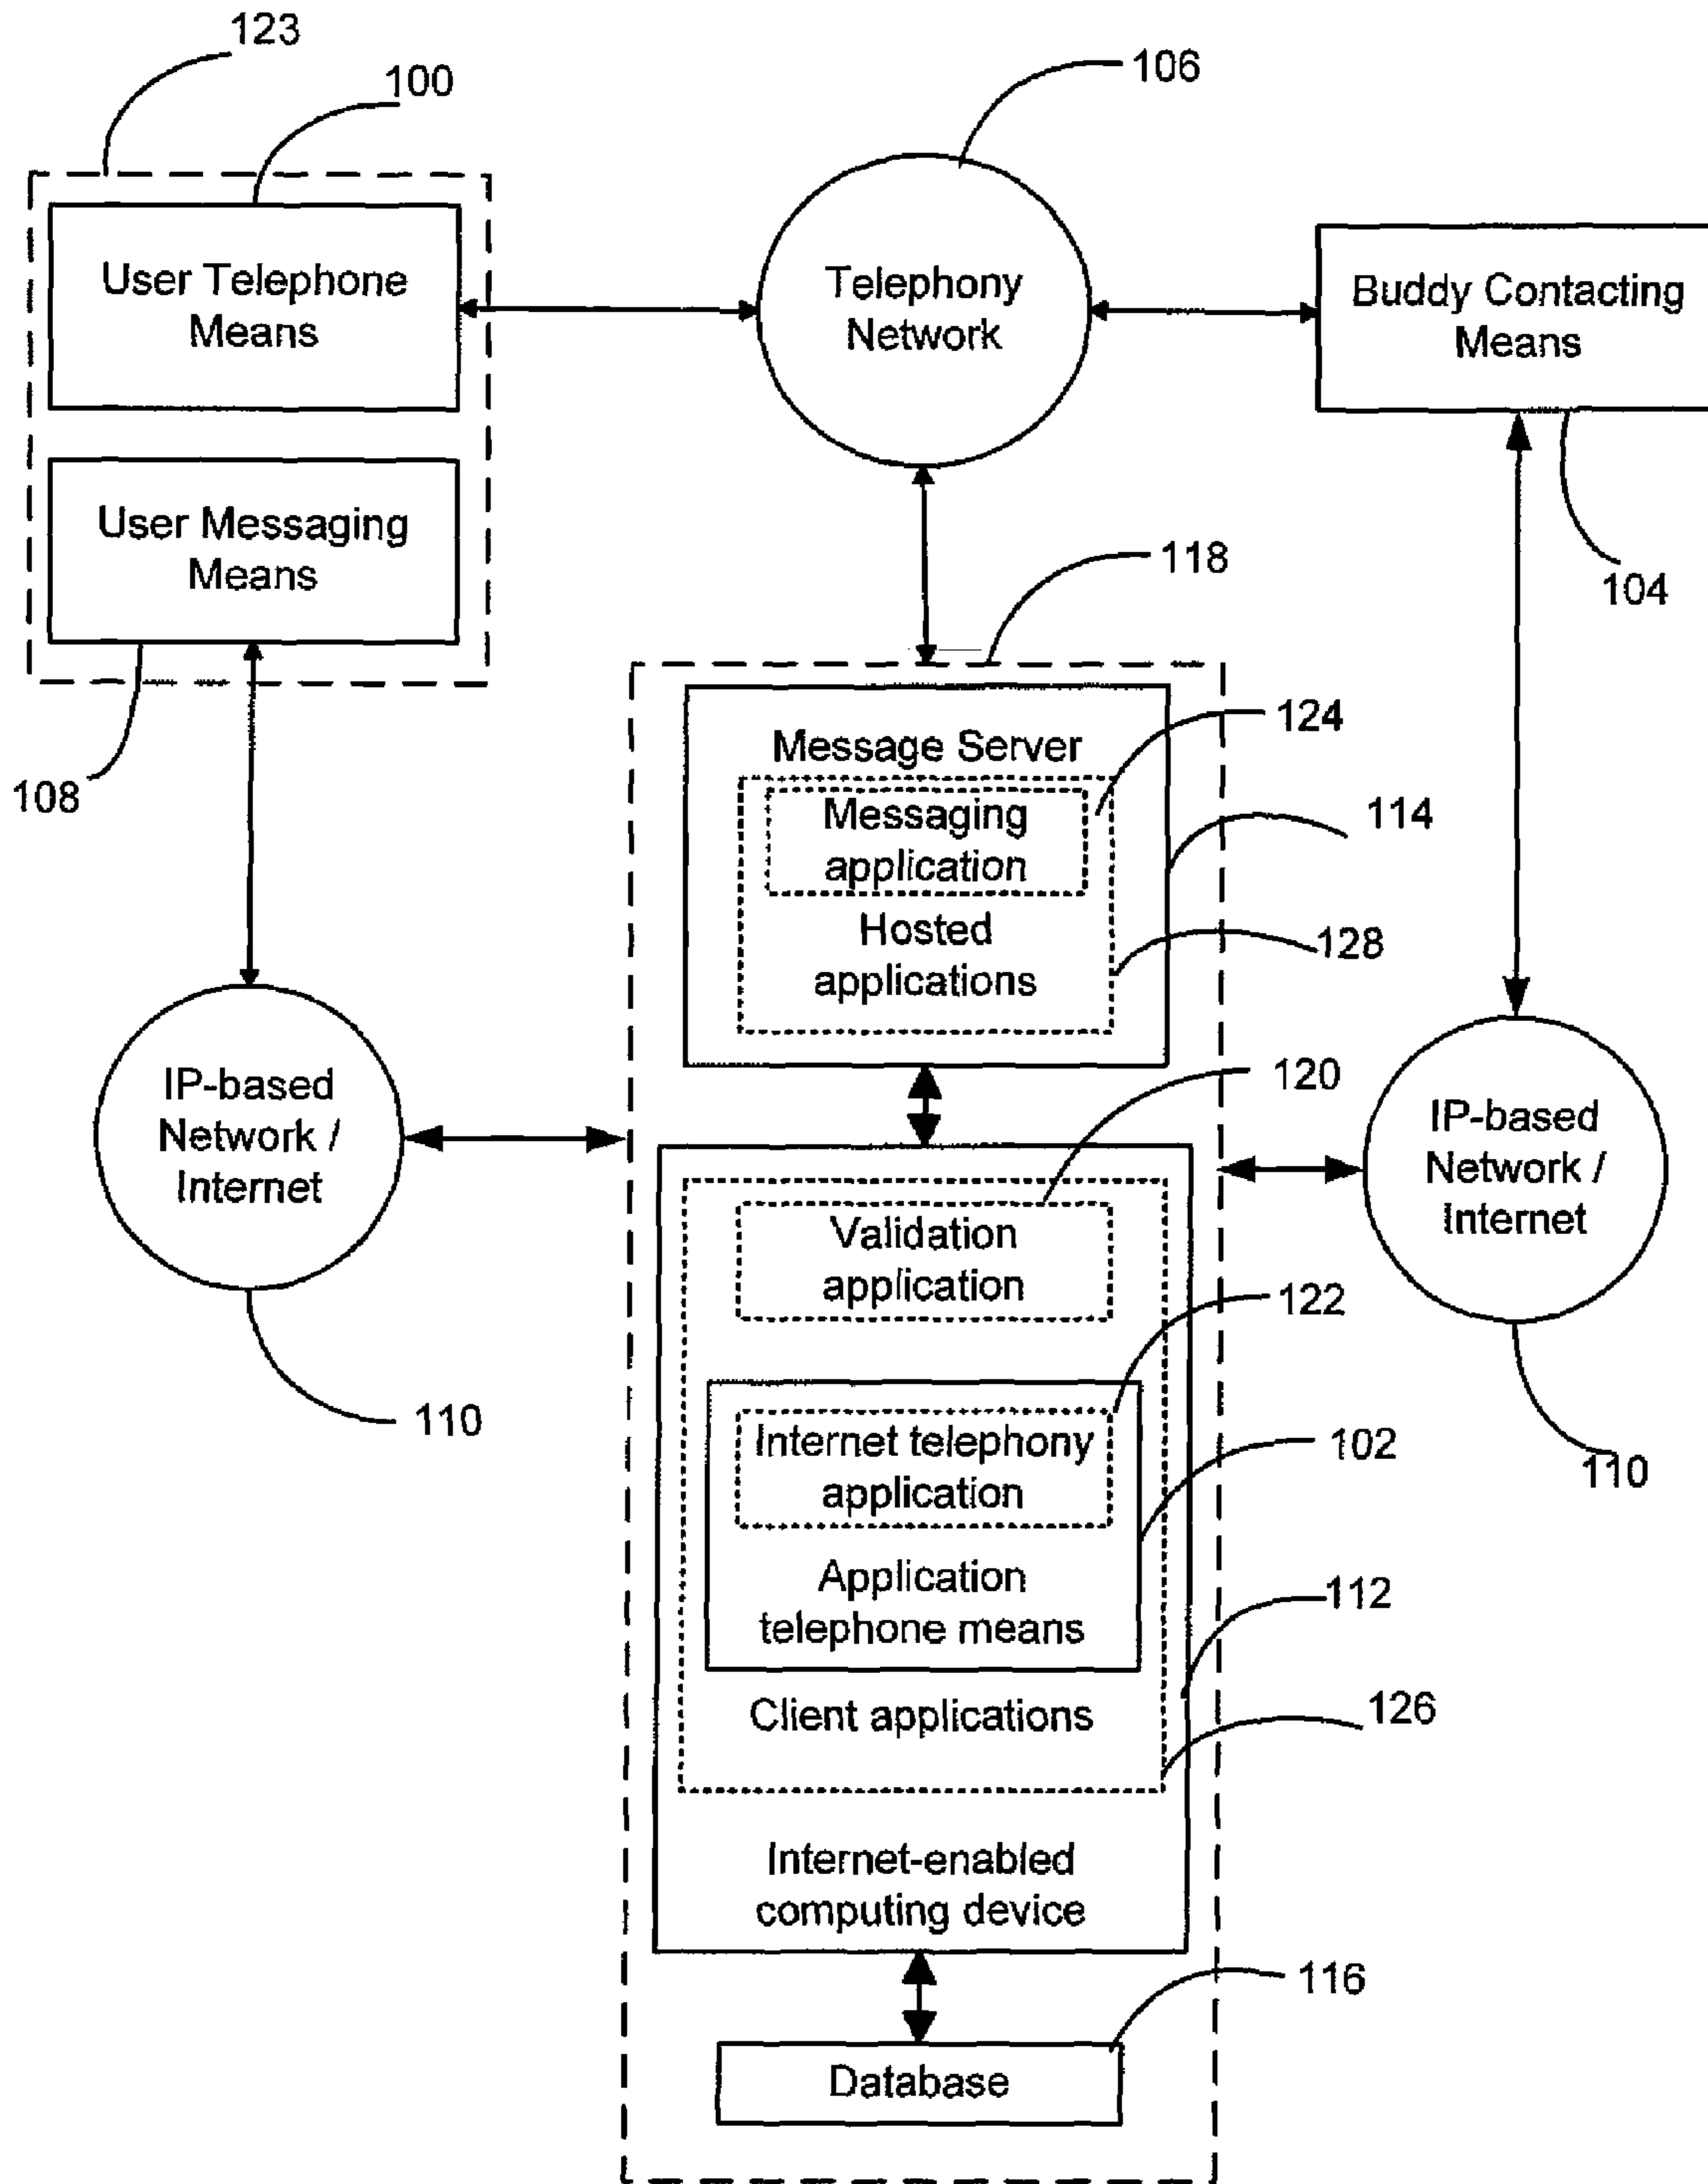 123
100
106
User Telephone
Means
Telephony
Network
Buddy Contacting
Means
User Messaging
Means
118
104
108
Message Server
124
Messaging
application
114
Hosted
applications
128
IP-based
Network /
Internet
120
IP-based
Network /
Internet
Validation
application
122
110
Internet telephony
application
102
110
Application
telephone means
112
Client applications
126
Internet-enabled
computing device
116
Database